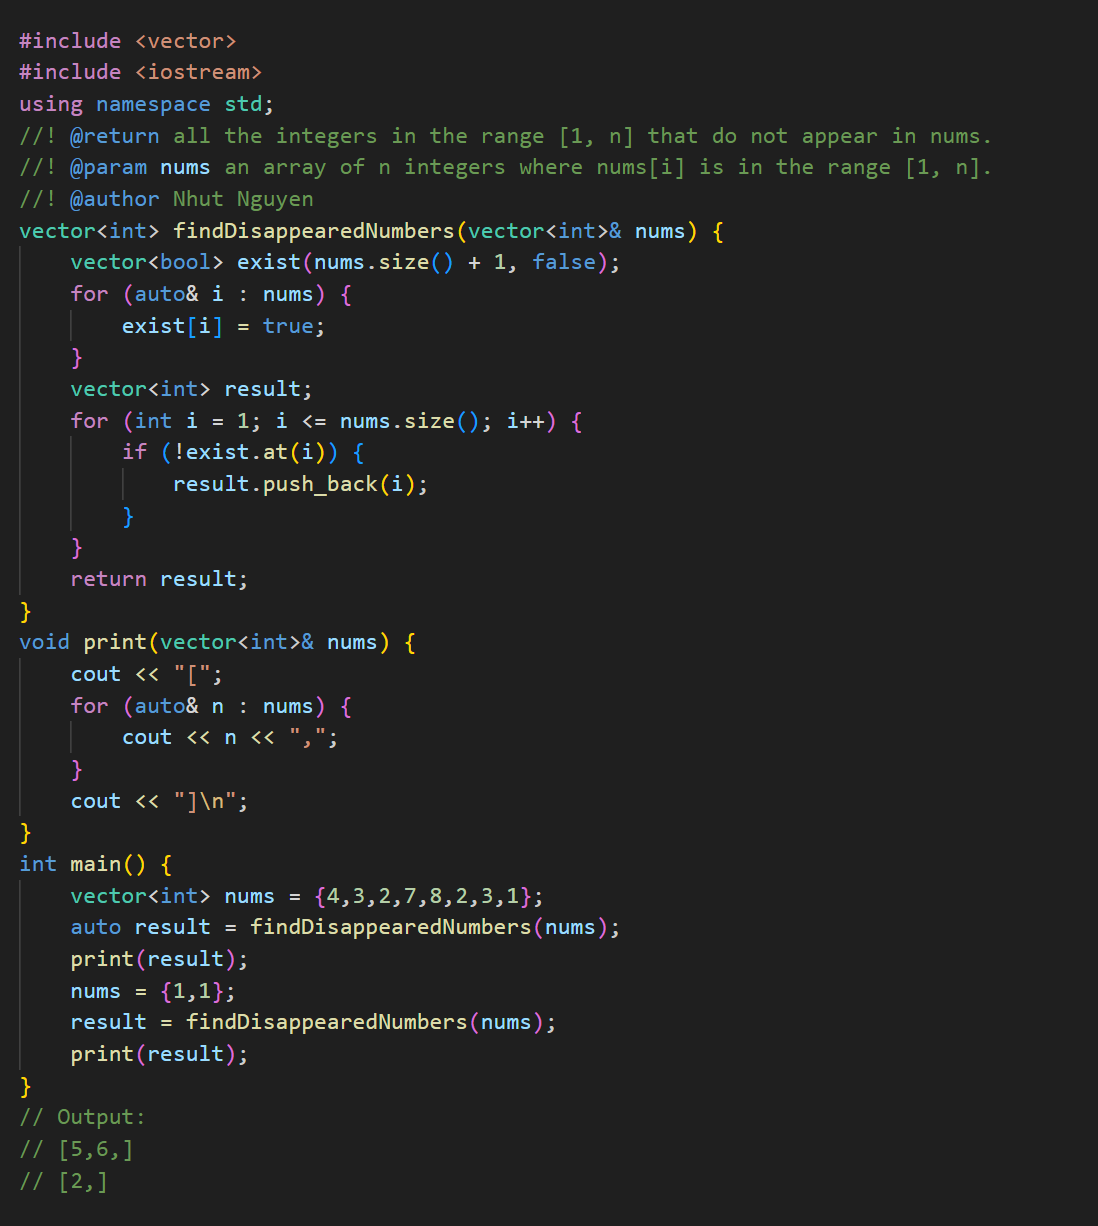 #include <vector>
#include <iostream>
using namespace std;
//! @return all the integers in the range [1, n] that do not appear in nums.
//! @param nums an array of n integers where nums[i] is in the range [1, n].
//! @author Nhut Nguyen
vector<int> findDisappearedNumbers(vector<int>& nums) {
    vector<bool> exist(nums.size() + 1, false);
    for (auto& i : nums) {
        exist[i] = true;
    }
    vector<int> result;
    for (int i = 1; i <= nums.size(); i++) {
        if (!exist.at(i)) {
            result.push_back(i);
        }
    }
    return result;
}
void print(vector<int>& nums) {
    cout << "[";
    for (auto& n : nums) {
        cout << n << ",";
    }
    cout << "]\n";
}
int main() {
    vector<int> nums = {4,3,2,7,8,2,3,1};
    auto result = findDisappearedNumbers(nums);
    print(result);
    nums = {1,1};
    result = findDisappearedNumbers(nums);
    print(result);
}
// Output:
// [5,6,]
// [2,]